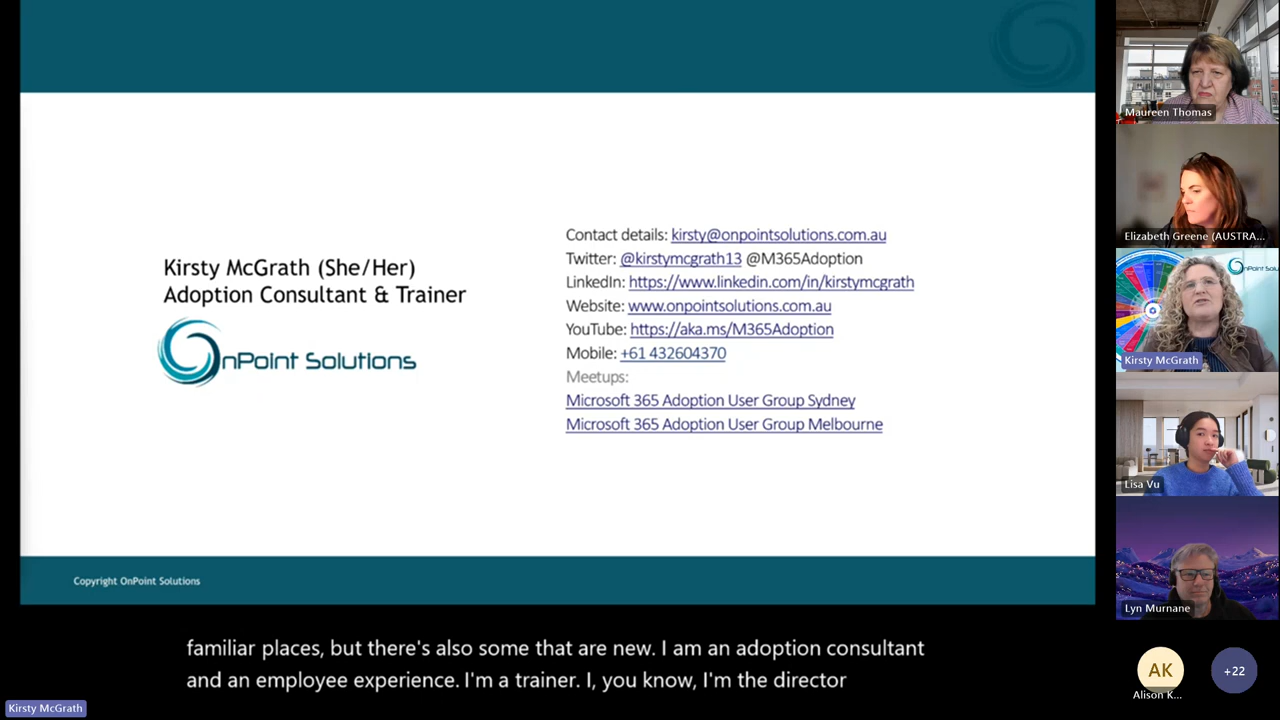 Kirsty McGrath (She/Her)
Adoption Consultant & Trainer
OnPoint Solutions
Contact details: kirsty@onpointsolutions.com.au
Twitter: @kirstymcgrath13 @M365Adoption
LinkedIn: https://www.linkedin.com/in/kirstymcgrath
Website: www.onpointsolutions.com.au
YouTube: https://aka.ms/M365Adoption
Mobile: +61 432604370
Meetups:
Microsoft 365 Adoption User Group Sydney
Microsoft 365 Adoption User Group Melbourne
Copyright OnPoint Solutions
familiar places, but there's also some that are new. I am an adoption consultant
and an employee experience. I'm a trainer. I, you know, I'm the director
Kirsty McGrath
Maureen Thomas
Elizabeth Greene (AUSTRA...
OnPoint Solu
Kirsty McGrath
Lisa Vu
Lyn Murnane
AK
Alison K...
+22